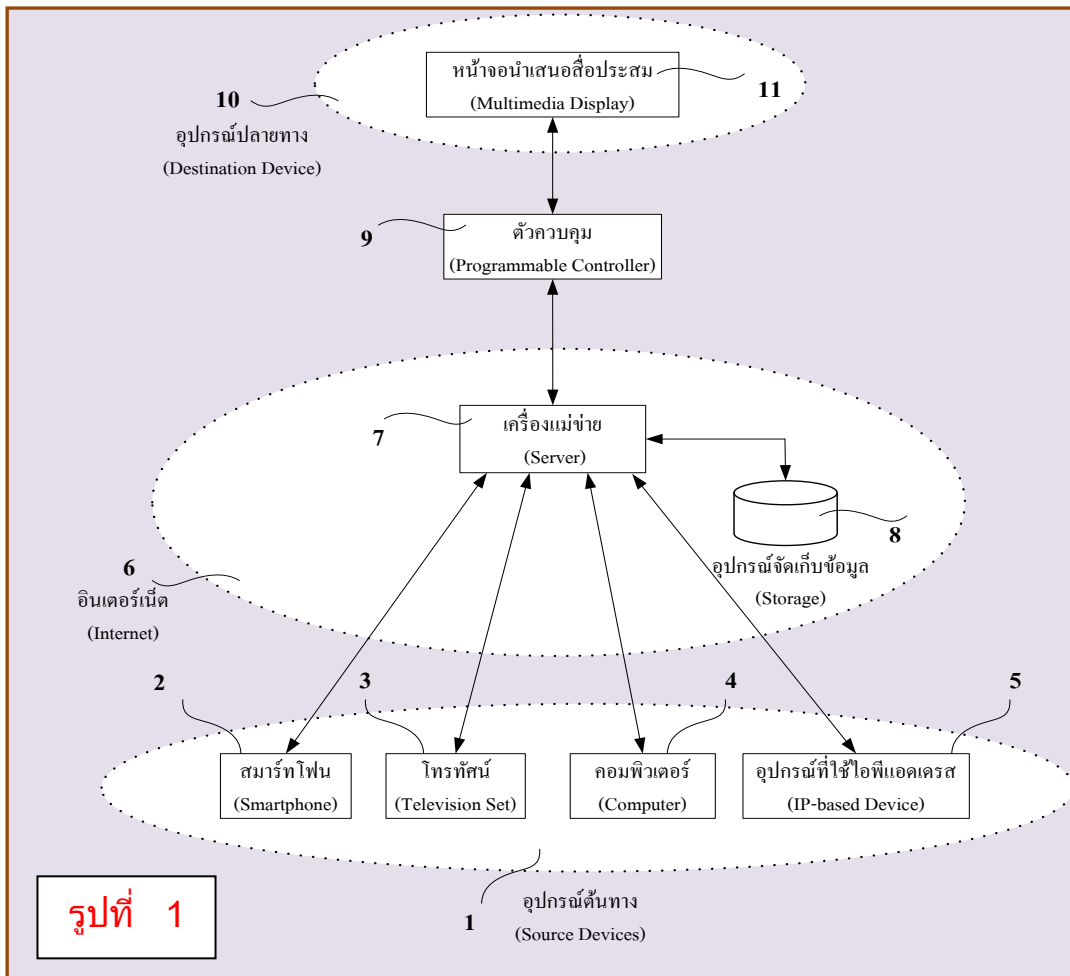 หน้าจอนำเสนอสื่อประสม
(Multimedia Display)
11
10
อุปกรณ์ปลายทาง
(Destination Device)
9
ตัวควบคุม
(Programmable Controller)
7
เครื่องแม่ข่าย
(Server)
8
อุปกรณ์จัดเก็บข้อมูล
(Storage)
6
อินเตอร์เน็ต
(Internet)
2
3
4
5
สมาร์ทโฟน
(Smartphone)
โทรทัศน์
(Television Set)
คอมพิวเตอร์
(Computer)
อุปกรณ์ที่ใช้ไอพีแอดเดรส
(IP-based Device)
1
อุปกรณ์ต้นทาง
(Source Devices)
รูปที่ 1